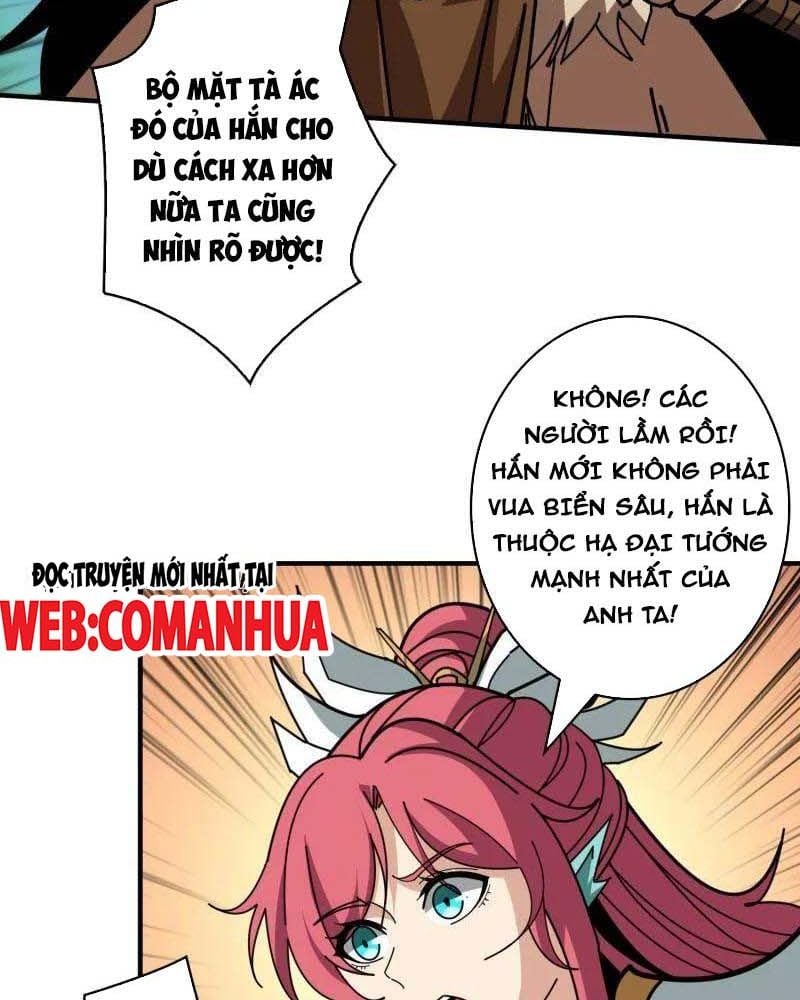 BỘ MẶT TÀ ÁC
ĐÓ CỦA HẮN CHO
DÙ CÁCH XA HƠN
NỮA TA CŨNG
NHÌN RÕ ĐƯỢC!
KHÔNG! CÁC
NGƯỜI LẦM RỒI!
HẮN MỚI KHÔNG PHẢI
VUA BIỂN SÂU, HẮN LÀ
THUỘC HẠ ĐẠI TƯỚNG
MẠNH NHẤT CỦA
ANH TA!
ĐỌC TRUYỆN MỚI NHẤT TẠI
WEB:COMANHUA